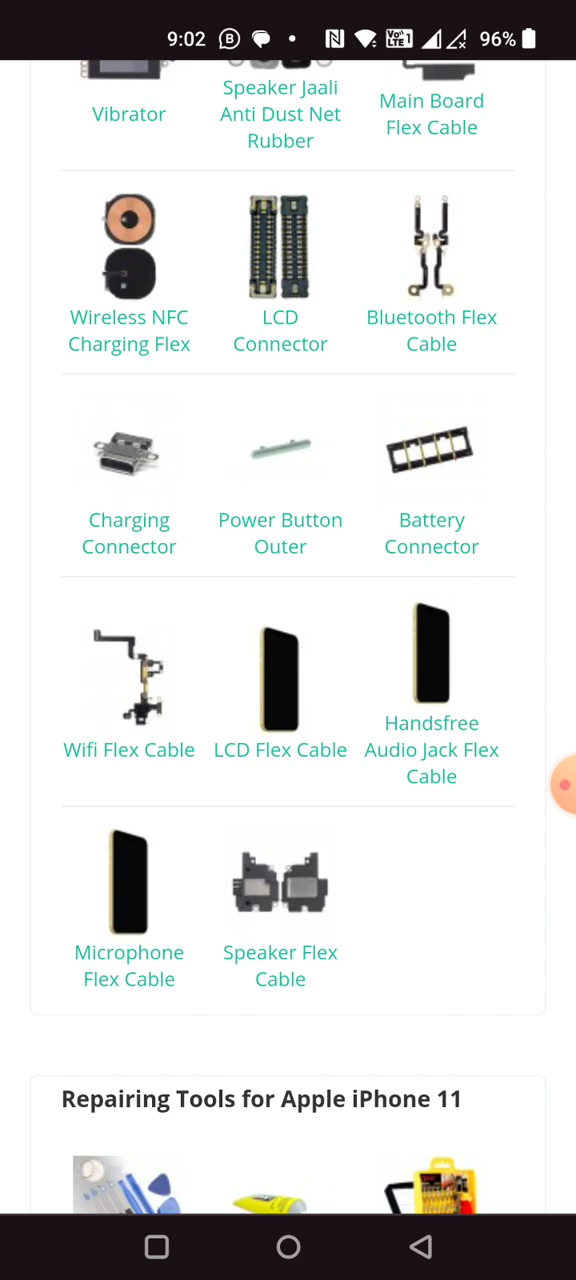 9:02
VoLTE1
96%
Vibrator
Speaker Jaali
Anti Dust Net
Rubber
Main Board
Flex Cable
Wireless NFC
Charging Flex
LCD
Connector
Bluetooth Flex
Cable
Charging
Connector
Power Button
Outer
Battery
Connector
Wifi Flex Cable
LCD Flex Cable
Handsfree
Audio Jack Flex
Cable
Microphone
Flex Cable
Speaker Flex
Cable
Repairing Tools for Apple iPhone 11